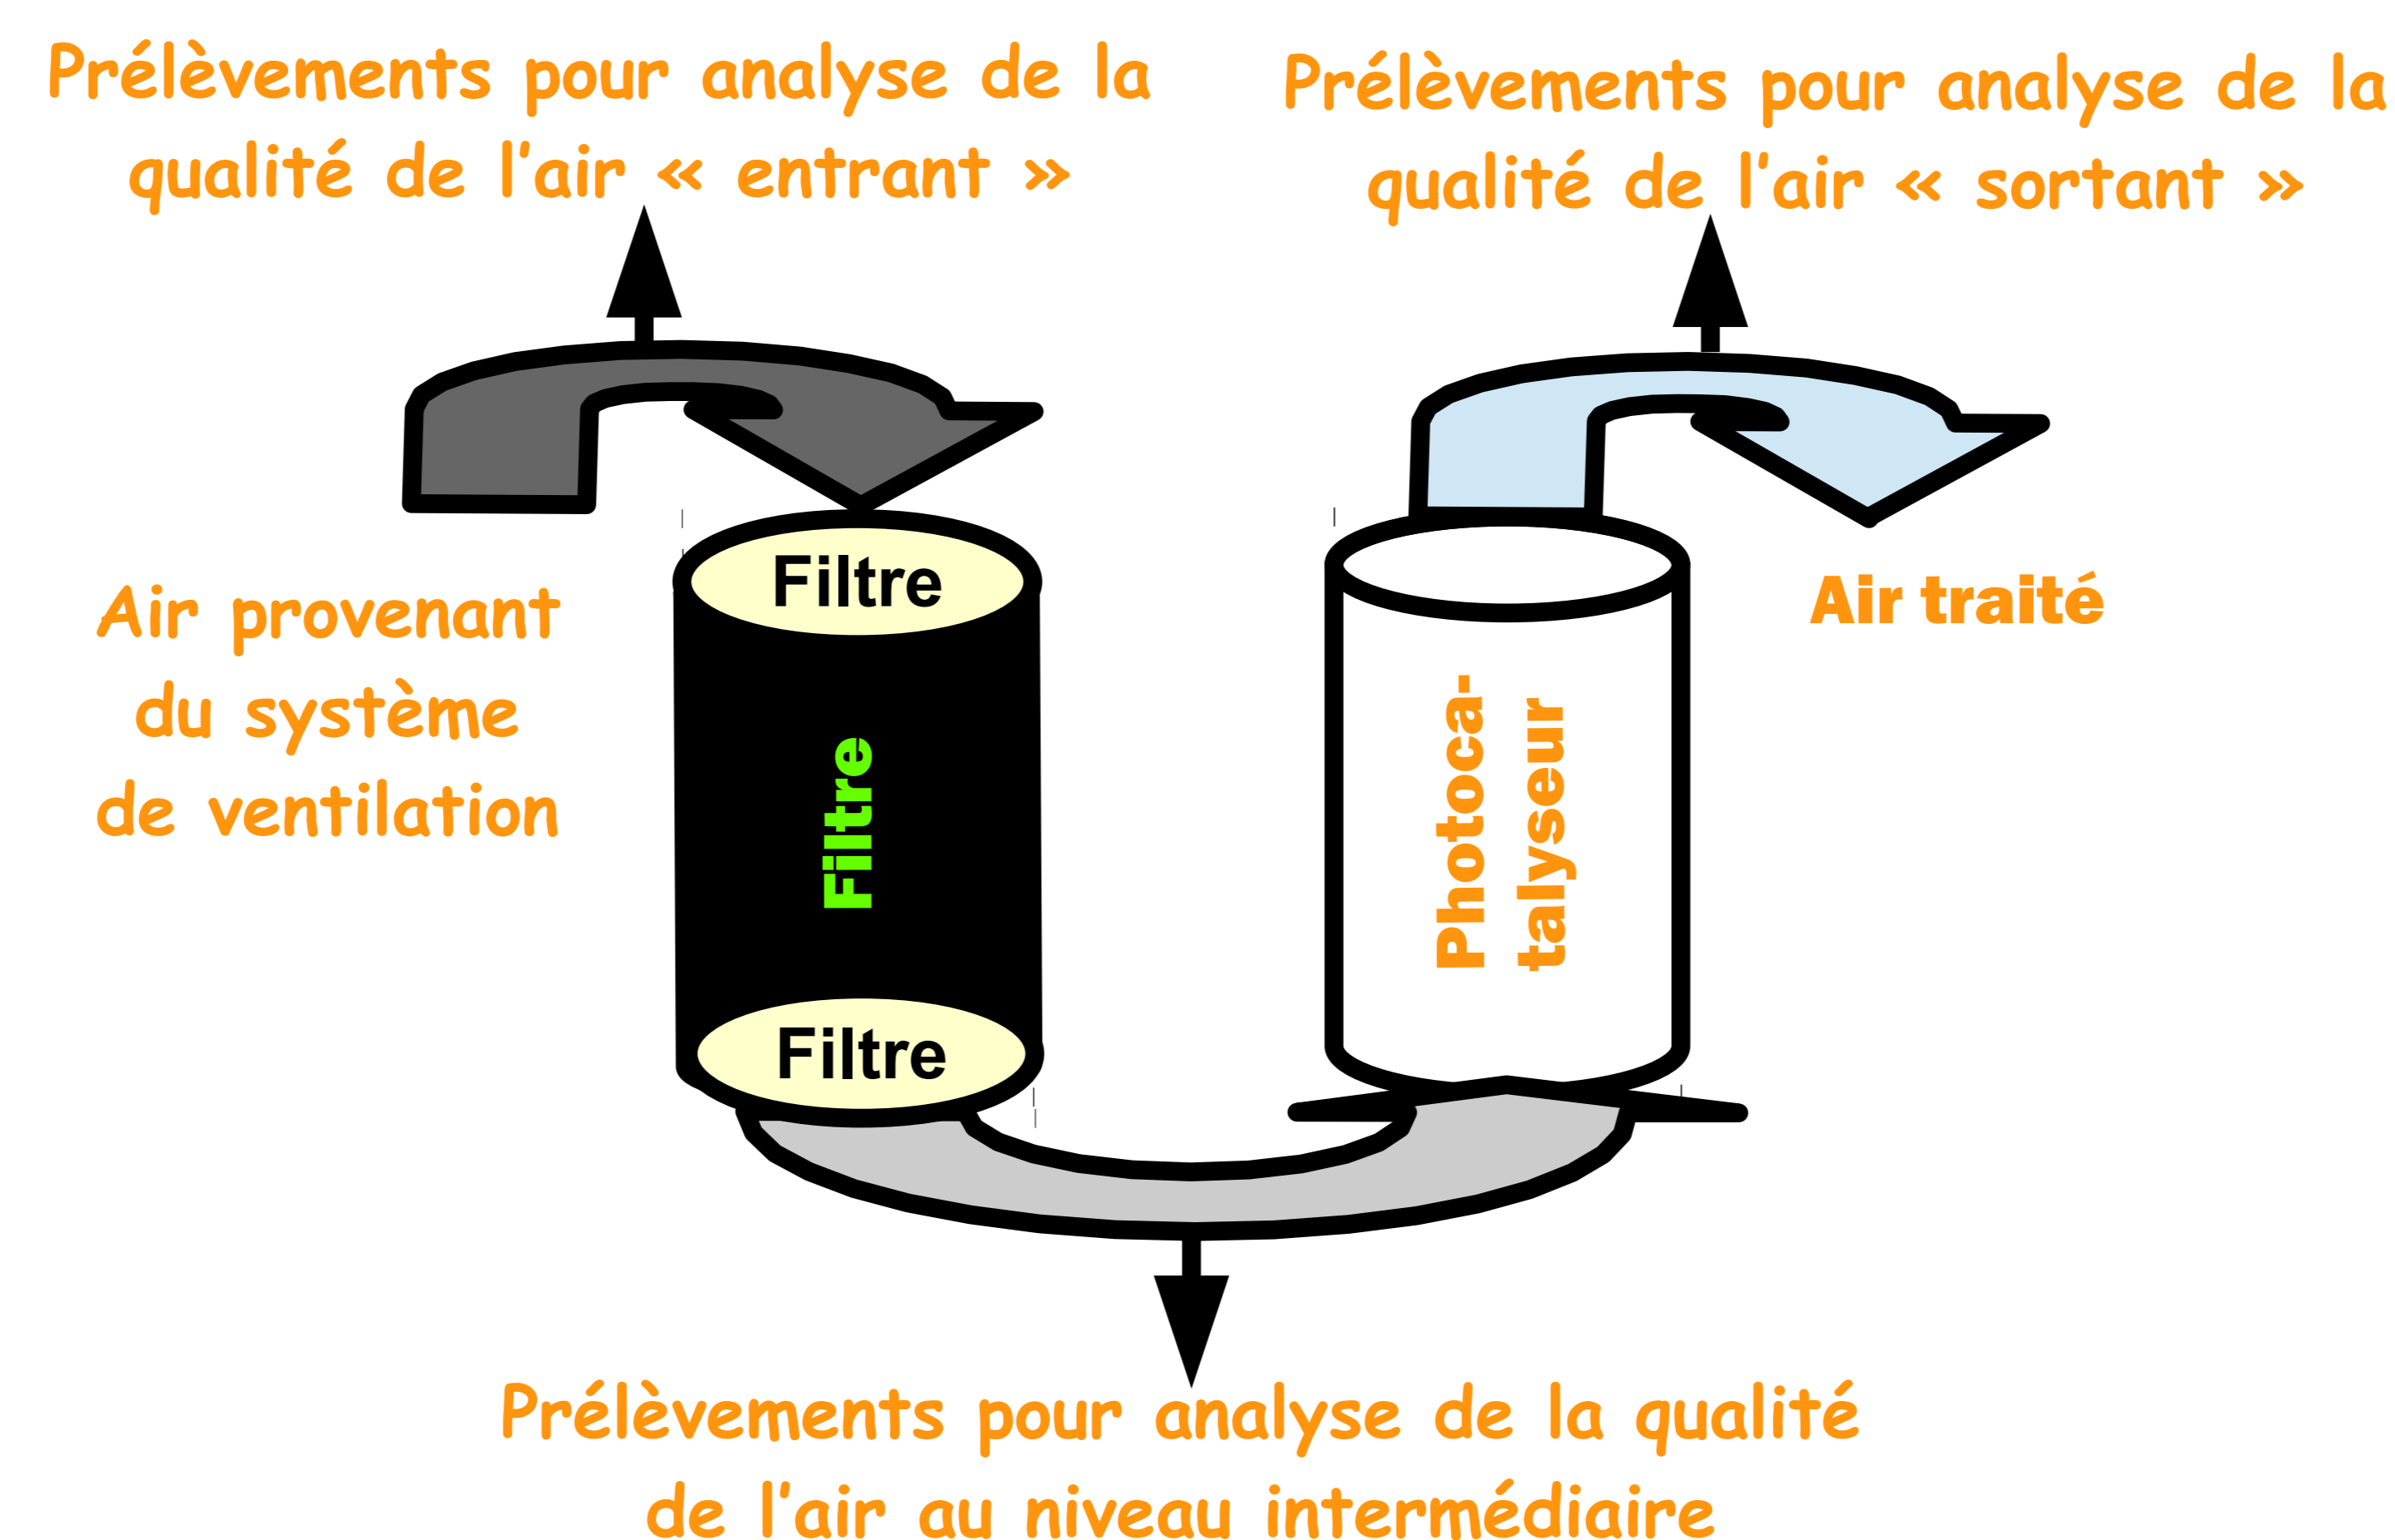 Prélèvements pour analyse de la
qualité de l'air « entrant »
Prélèvements pour analyse de la
qualité de l'air « sortant »
Air provenant
du système
de ventilation
Filtre
Filtre
Filtre
Photoca-
talyseur
Air traité
Prélèvements pour analyse de la qualité
de l'air au niveau intermédiaire